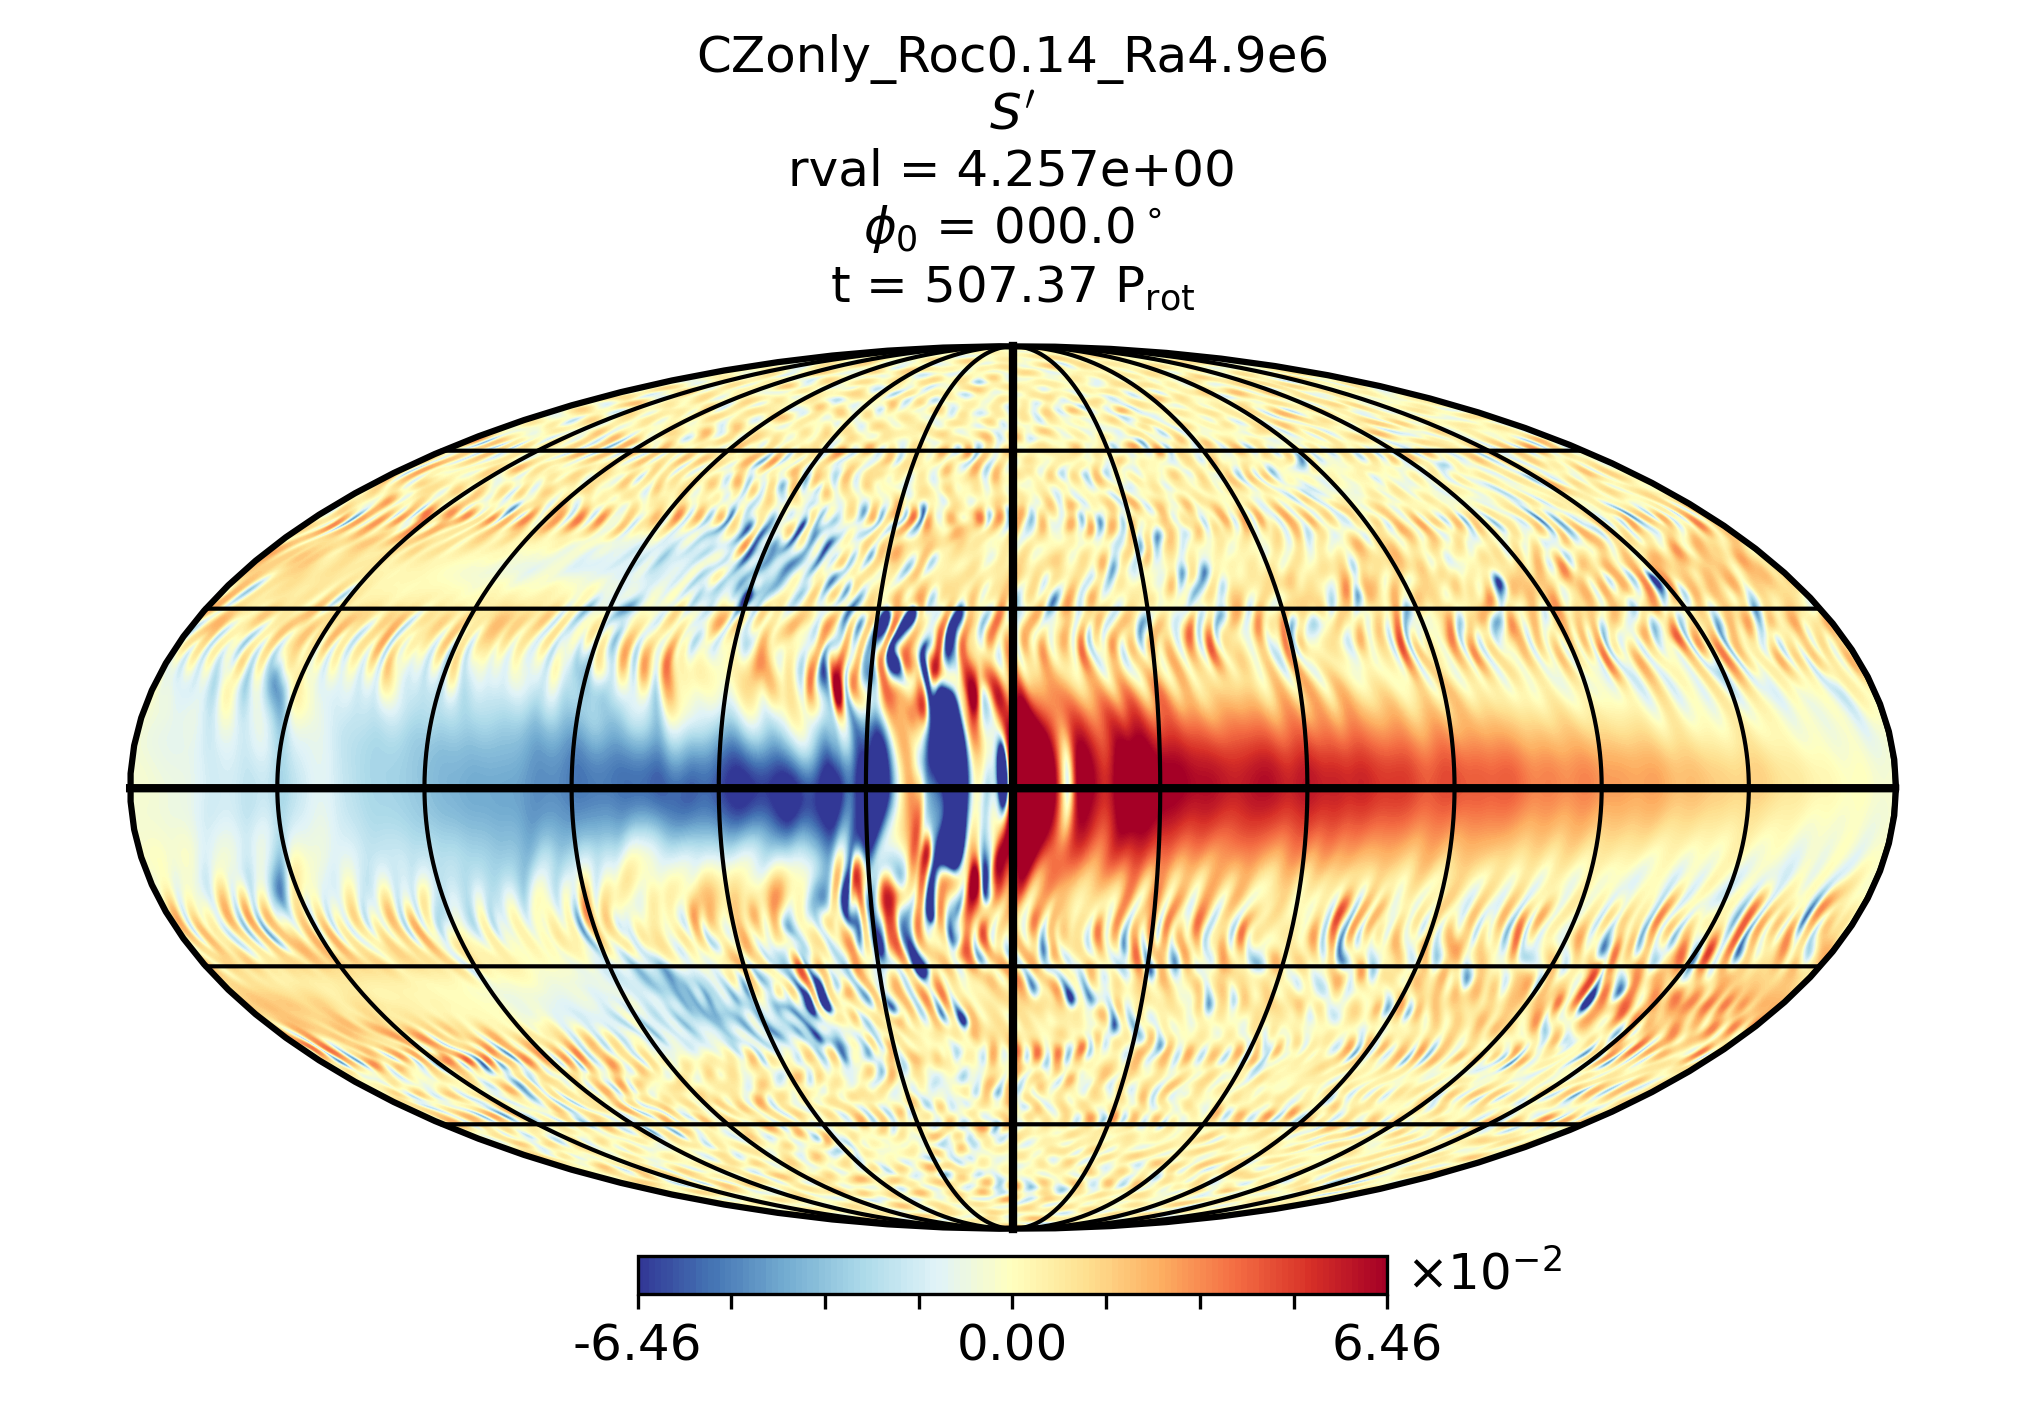 CZonly_Roc0.14_Ra4.9e6
S′
rval = 4.257e+00
ϕ₀ = 000.0°
t = 507.37 P_rot
×10⁻²
-6.46 0.00 6.46